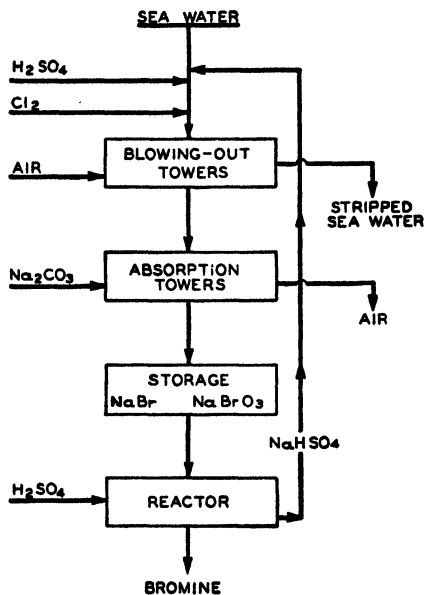 SEA WATER
H₂SO₄
Cl₂
BLOWING-OUT
TOWERS
AIR
STRIPPED
SEA WATER
ABSORPTION
TOWERS
Na₂CO₃
AIR
STORAGE
NaBr NaBrO₃
NaHSO₄
H₂SO₄
REACTOR
BROMINE